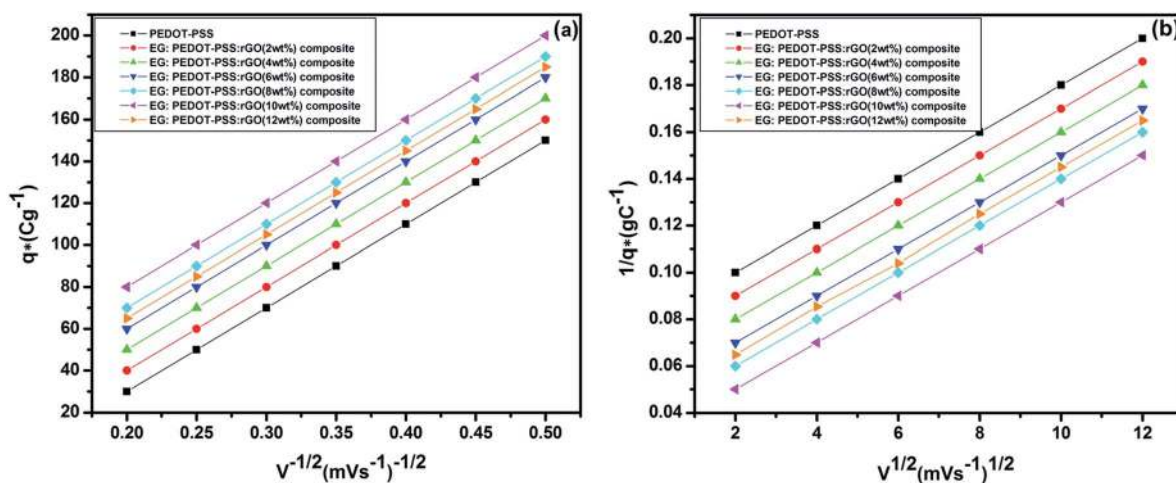 (a)
PEDOT-PSS
EG: PEDOT-PSS:rGO(2wt%) composite
EG: PEDOT-PSS:rGO(4wt%) composite
EG: PEDOT-PSS:rGO(6wt%) composite
EG: PEDOT-PSS:rGO(8wt%) composite
EG: PEDOT-PSS:rGO(10wt%) composite
EG: PEDOT-PSS:rGO(12wt%) composite
q*(Cg⁻¹)
200
180
160
140
120
100
80
60
40
20
0.20 0.25 0.30 0.35 0.40 0.45 0.50
V⁻¹/²(mVs⁻¹)⁻¹/²
(b)
PEDOT-PSS
EG: PEDOT-PSS:rGO(2wt%) composite
EG: PEDOT-PSS:rGO(4wt%) composite
EG: PEDOT-PSS:rGO(6wt%) composite
EG: PEDOT-PSS:rGO(8wt%) composite
EG: PEDOT-PSS:rGO(10wt%) composite
EG: PEDOT-PSS:rGO(12wt%) composite
1/q*(gC⁻¹)
0.20
0.18
0.16
0.14
0.12
0.10
0.08
0.06
0.04
2 4 6 8 10 12
V¹/²(mVs⁻¹)¹/²